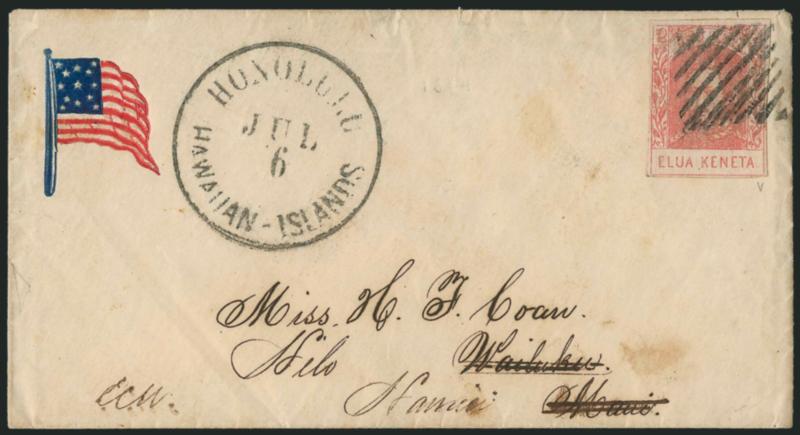 HONOLULU
JUL
6
HAWAIIAN-ISLANDS
ELUA KENETA.
Miss. H. F. Coan.
Hilo Wailuku.
Hawaii Maui.